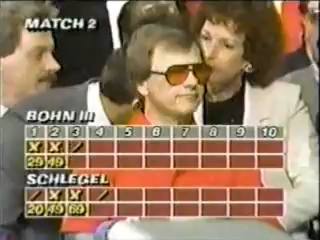 MATCH 2
BOHN III
1 2 3 4 5 6 7 8 9 10
X X /
29 49
SCHLEGEL
/ X X /
20 49 69